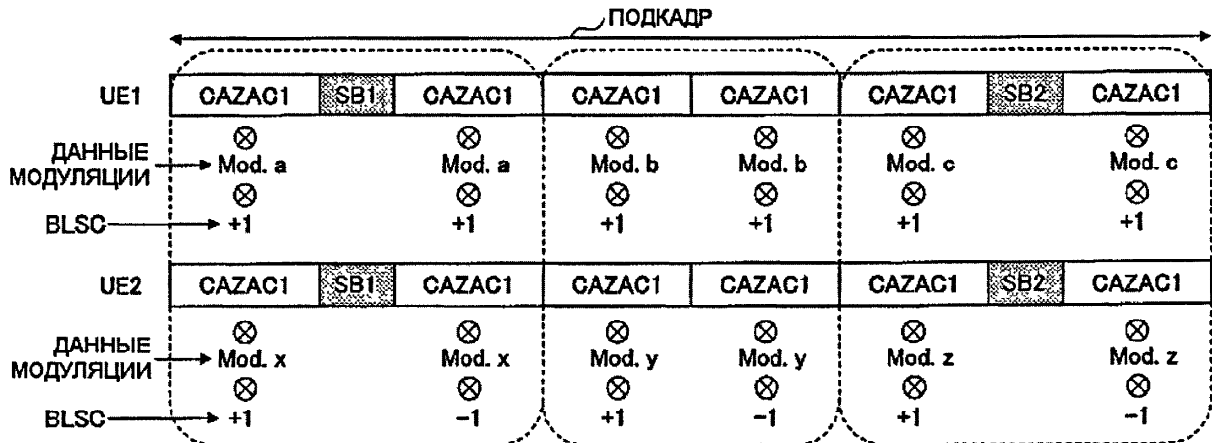 ПОДКАДР
UE1 CAZAC1 SB1 CAZAC1 CAZAC1 CAZAC1 CAZAC1 SB2 CAZAC1
ДАННЫЕ МОДУЛЯЦИИ Mod. a Mod. a Mod. b Mod. b Mod. c Mod. c
BLSC +1 +1 +1 +1 +1 +1
UE2 CAZAC1 SB1 CAZAC1 CAZAC1 CAZAC1 CAZAC1 SB2 CAZAC1
ДАННЫЕ МОДУЛЯЦИИ Mod. x Mod. x Mod. y Mod. y Mod. z Mod. z
BLSC +1 −1 +1 −1 +1 −1